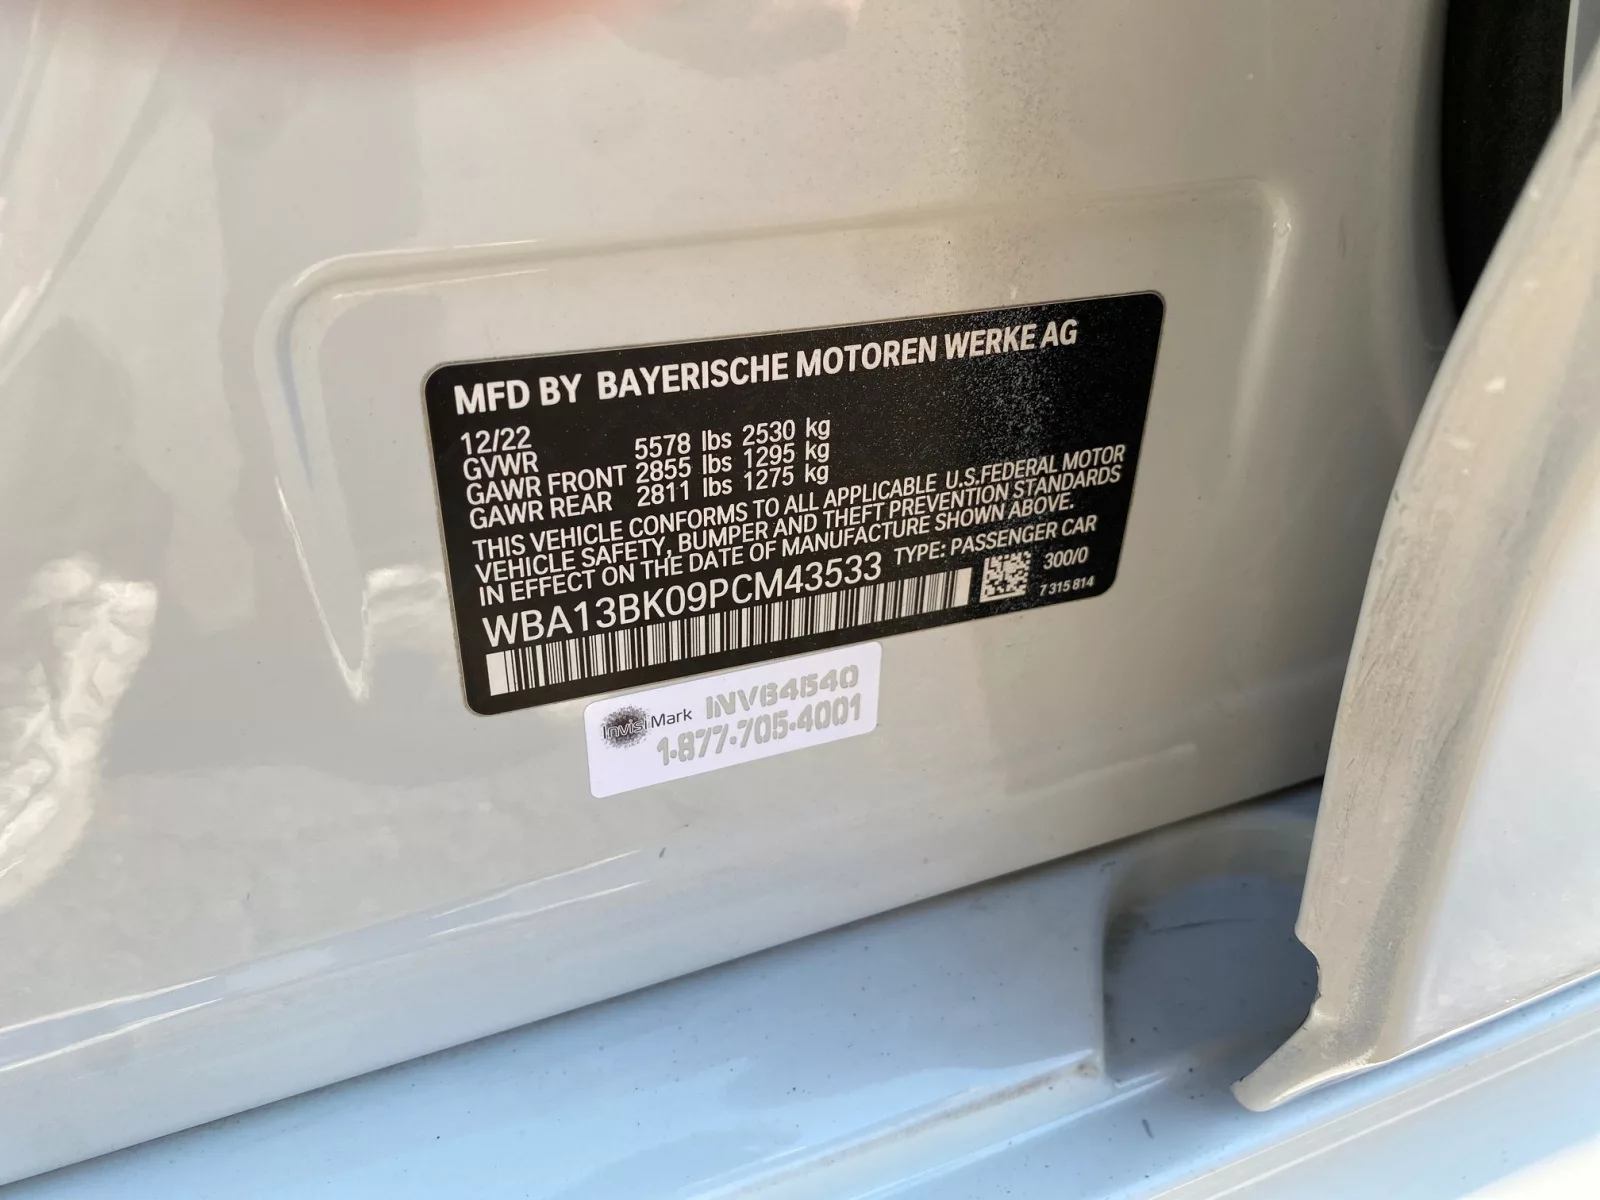 MFD BY BAYERISCHE MOTOREN WERKE AG
12/22
GVWR 5578 lbs 2530 kg
GAWR FRONT 2855 lbs 1295 kg
GAWR REAR 2811 lbs 1275 kg
THIS VEHICLE CONFORMS TO ALL APPLICABLE U.S.FEDERAL MOTOR
VEHICLE SAFETY, BUMPER AND THEFT PREVENTION STANDARDS
IN EFFECT ON THE DATE OF MANUFACTURE SHOWN ABOVE.
WBA13BK09PCM43533 TYPE: PASSENGER CAR
300/0
7 315 814
InvisiMark INV64540
1-877-705-4001